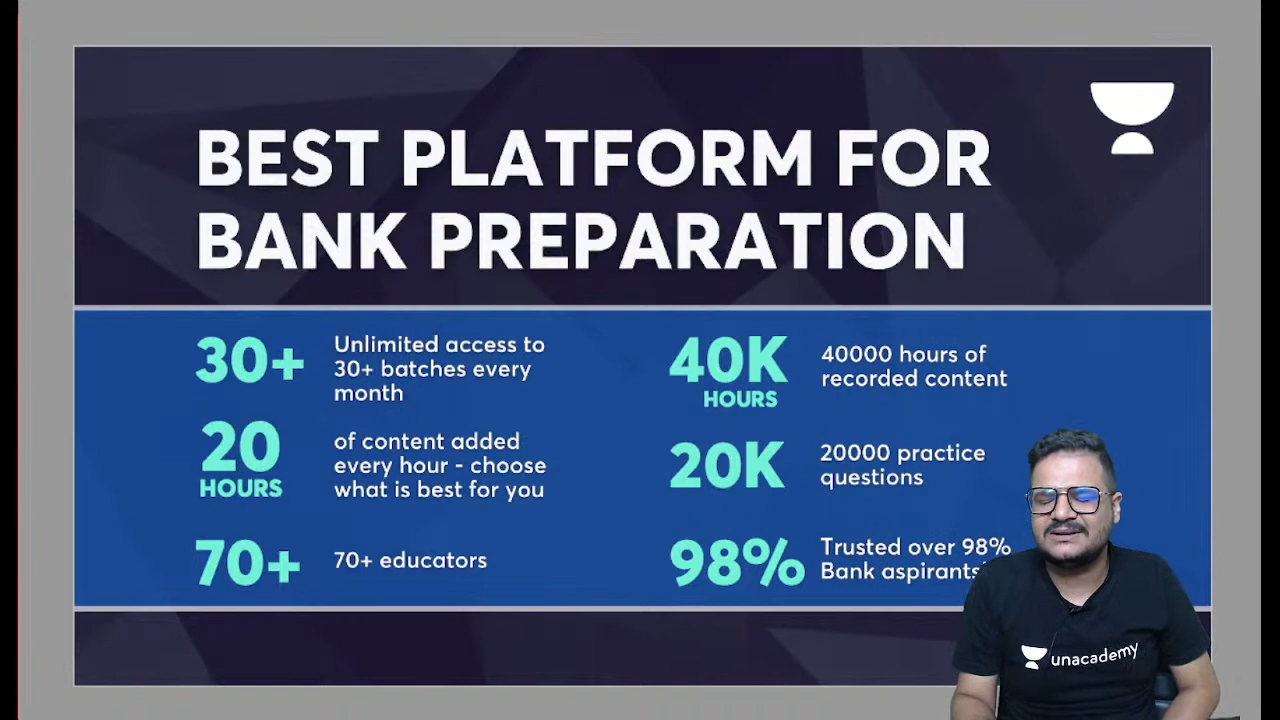 BEST PLATFORM FOR
BANK PREPARATION
30+
Unlimited access to
30+ batches every
month
20
HOURS
of content added
every hour - choose
what is best for you
70+
70+ educators
40K
HOURS
40000 hours of
recorded content
20K
20000 practice
questions
98%
Trusted over 98%
Bank aspirants
unacademy